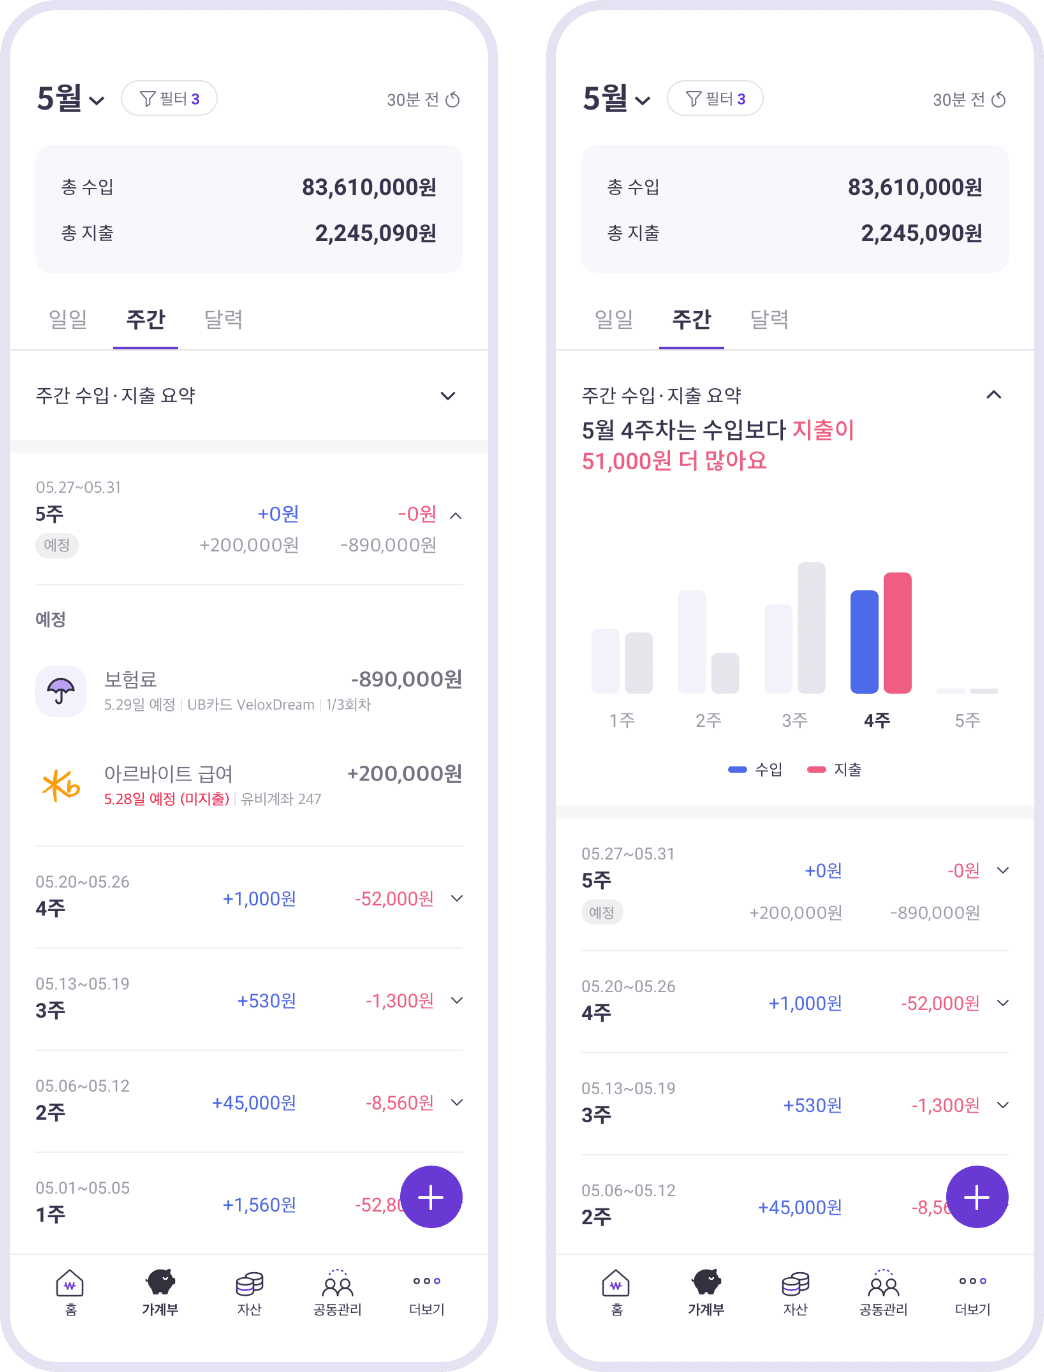 5월
필터 3
30분 전
총 수입 83,610,000원
총 지출 2,245,090원
일일 주간 달력
주간 수입·지출 요약
05.27~05.31
5주 +0원 -0원
예정 +200,000원 -890,000원
예정
보험료 -890,000원
5.29일 예정 | UB카드 VeloxDream | 1/3회차
아르바이트 급여 +200,000원
5.28일 예정 (미지출) | 유비계좌 247
05.20~05.26
4주 +1,000원 -52,000원
05.13~05.19
3주 +530원 -1,300원
05.06~05.12
2주 +45,000원 -8,560원
05.01~05.05
1주 +1,560원 -52,80
홈 가계부 자산 공동관리 더보기
5월
필터 3
30분 전
총 수입 83,610,000원
총 지출 2,245,090원
일일 주간 달력
주간 수입·지출 요약
5월 4주차는 수입보다 지출이
51,000원 더 많아요
1주 2주 3주 4주 5주
수입 지출
05.27~05.31
5주 +0원 -0원
예정 +200,000원 -890,000원
05.20~05.26
4주 +1,000원 -52,000원
05.13~05.19
3주 +530원 -1,300원
05.06~05.12
2주 +45,000원 -8,56
홈 가계부 자산 공동관리 더보기